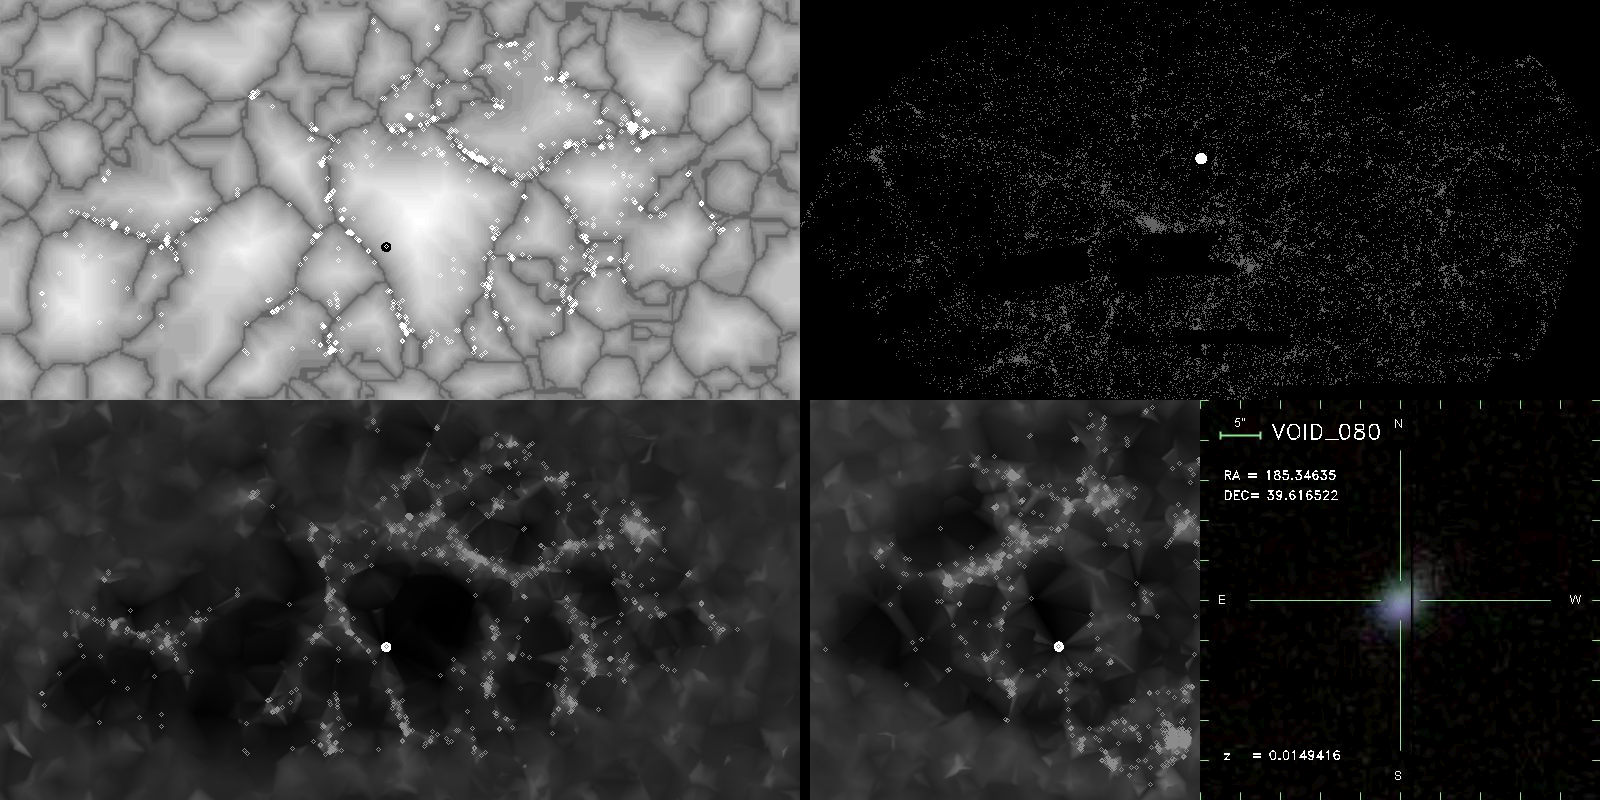 5" VOID_080 N
RA = 185.34635
DEC= 39.616522
E W
z = 0.0149416
S